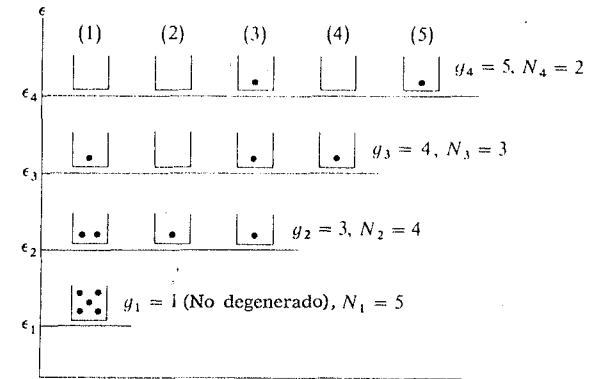 ϵ
(1) (2) (3) (4) (5)
ϵ₄ g₄ = 5, N₄ = 2
ϵ₃ g₃ = 4, N₃ = 3
ϵ₂ g₂ = 3, N₂ = 4
ϵ₁ g₁ = 1 (No degenerado), N₁ = 5